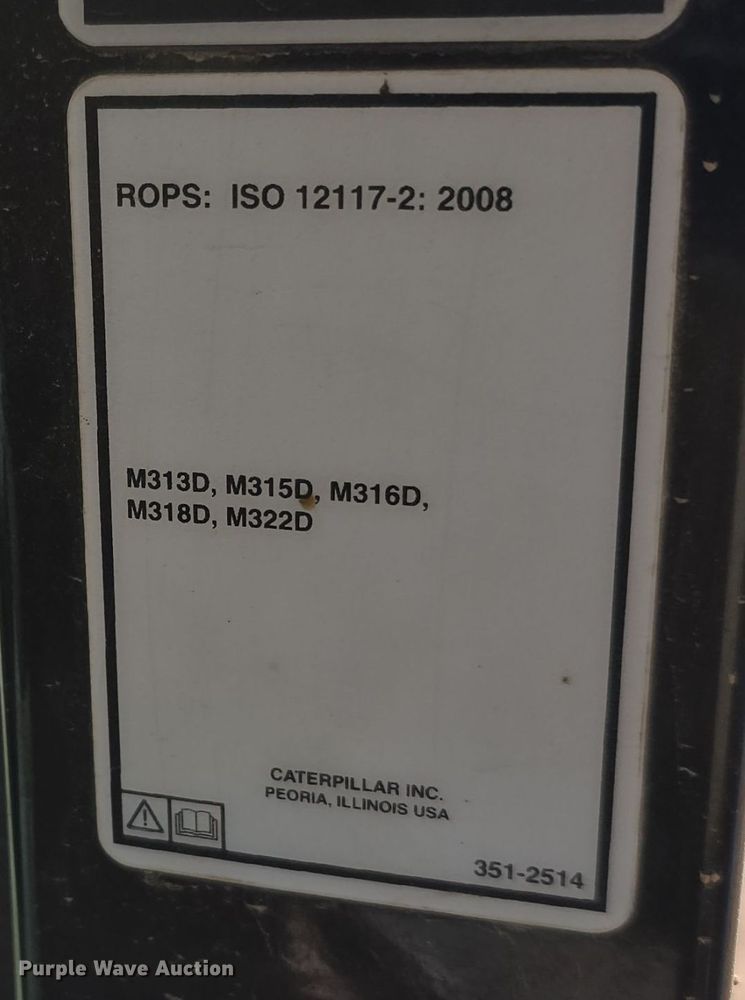 ROPS: ISO 12117-2: 2008
M313D, M315D, M316D,
M318D, M322D
CATERPILLAR INC.
PEORIA, ILLINOIS USA
351-2514
Purple Wave Auction